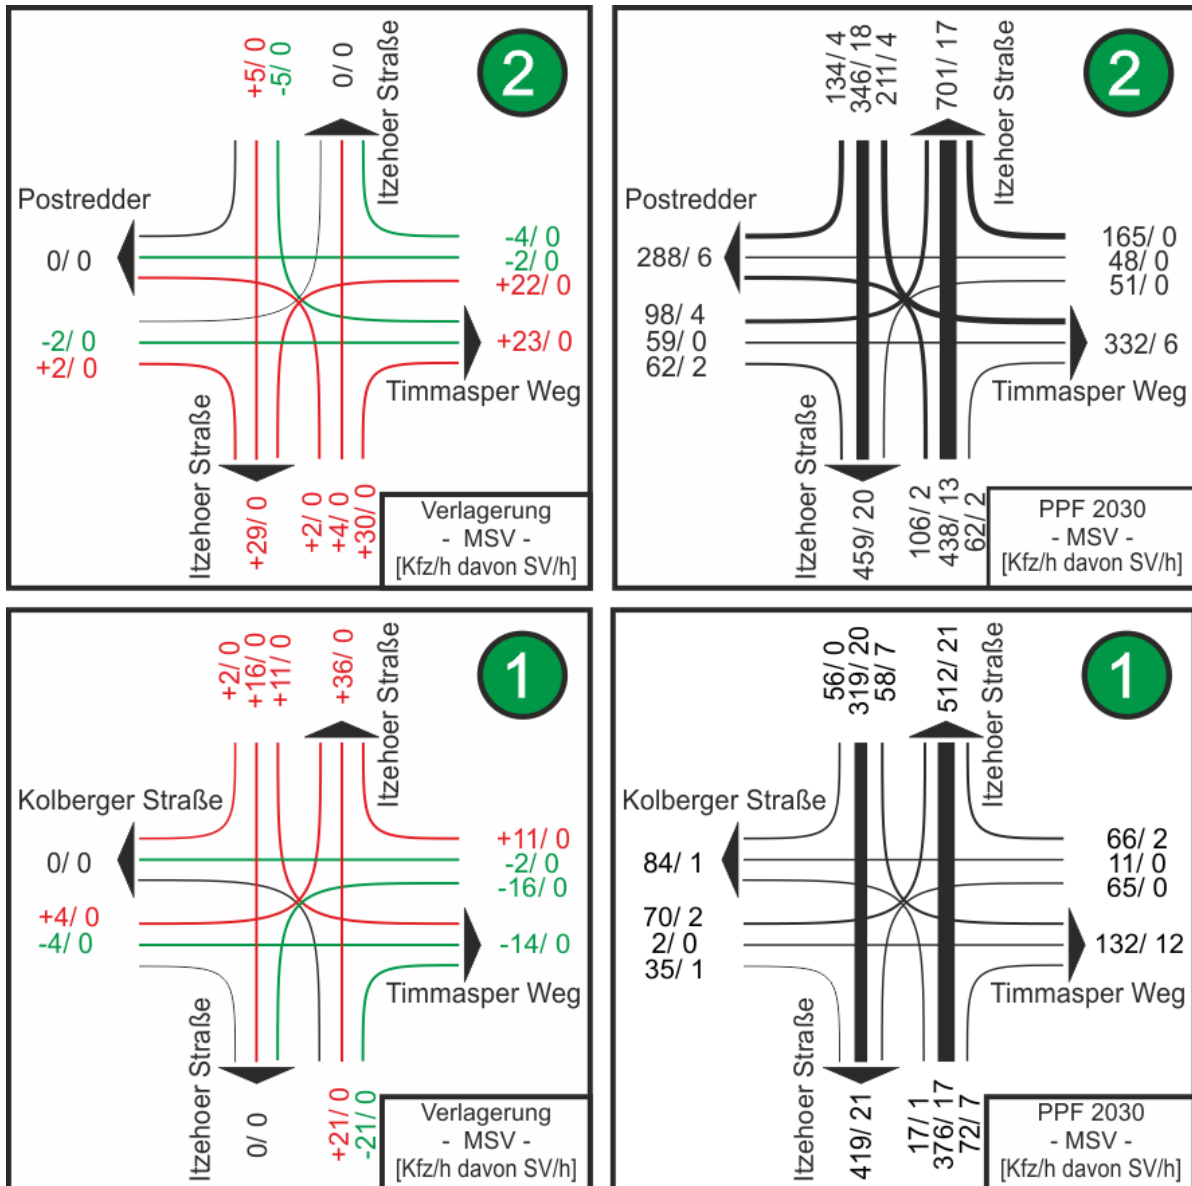 +5/ 0
-5/ 0
0/ 0
Itzehoer Straße
2
Postredder
0/ 0
-4/ 0
-2/ 0
+22/ 0
-2/ 0
+2/ 0
+23/ 0
Timmasper Weg
Itzehoer Straße
+29/ 0
+2/ 0
+4/ 0
+30/ 0
Verlagerung
- MSV -
[Kfz/h davon SV/h]
134/ 4
346/ 18
211/ 4
701/ 17
Itzehoer Straße
2
Postredder
288/ 6
165/ 0
48/ 0
51/ 0
98/ 4
59/ 0
62/ 2
332/ 6
Timmasper Weg
Itzehoer Straße
459/ 20
106/ 2
438/ 13
62/ 2
PPF 2030
- MSV -
[Kfz/h davon SV/h]
+2/ 0
+16/ 0
+11/ 0
+36/ 0
Itzehoer Straße
1
Kolberger Straße
0/ 0
+11/ 0
-2/ 0
-16/ 0
+4/ 0
-4/ 0
-14/ 0
Timmasper Weg
Itzehoer Straße
0/ 0
+21/ 0
-21/ 0
Verlagerung
- MSV -
[Kfz/h davon SV/h]
56/ 0
319/ 20
58/ 7
512/ 21
Itzehoer Straße
1
Kolberger Straße
84/ 1
66/ 2
11/ 0
65/ 0
70/ 2
2/ 0
35/ 1
132/ 12
Timmasper Weg
Itzehoer Straße
419/ 21
17/ 1
376/ 17
72/ 7
PPF 2030
- MSV -
[Kfz/h davon SV/h]